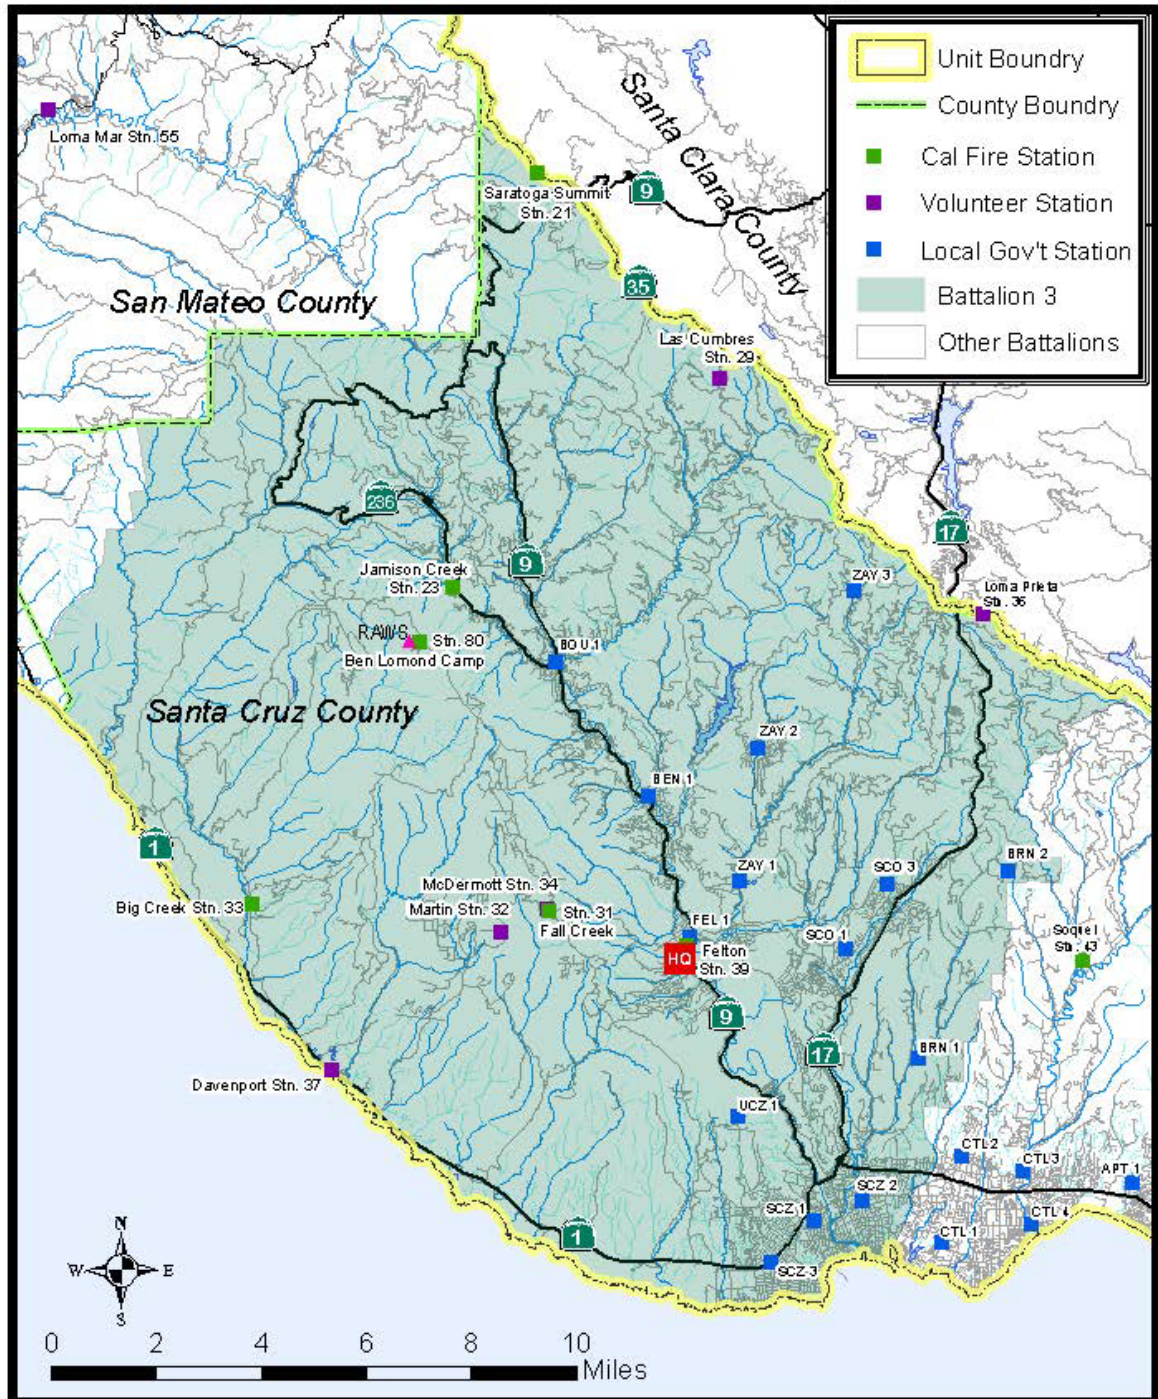 Unit Boundry
County Boundry
Cal Fire Station
Volunteer Station
Local Gov't Station
Battalion 3
Other Battalions
Santa Clara County
Loma Mar Stn. 55
Saratoga Summit
Stn. 21
9
35
San Mateo County
Las Cumbres
Stn. 29
236
17
9
Jamison Creek
Stn. 23
ZAY 3
Loma Prieta
Stn. 36
RAWS
Stn. 80
Ben Lomond Camp
BOU 1
Santa Cruz County
ZAY 2
BEN 1
1
ZAY 1
SCO 3
BRN 2
McDermott Stn. 34
Big Creek Stn. 33
Martin Stn. 32
Stn. 31
Fall Creek
FEL 1
HQ
Felton
Stn. 39
SCO 1
Soquel
Stn. 43
9
17
BRN 1
Davenport Stn. 37
UCZ 1
CTL 2
CTL 3
APT 1
SCZ 2
SCZ 1
CTL 4
CTL 1
1
SCZ 3
N
W
E
S
0 2 4 6 8 10
Miles